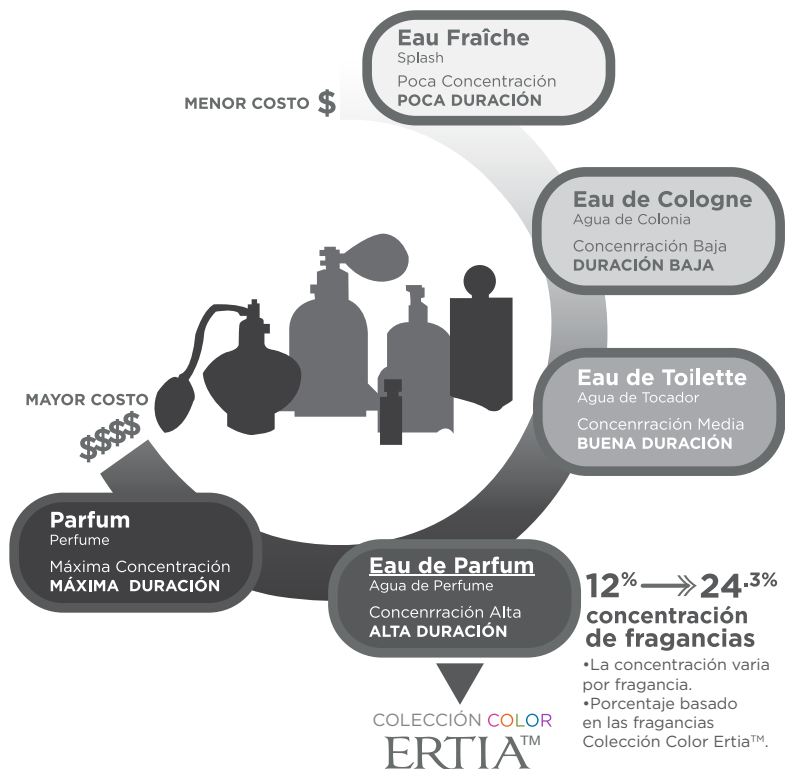 Eau Fraîche
Splash
Poca Concentración
POCA DURACIÓN
MENOR COSTO $
Eau de Cologne
Agua de Colonia
Concenrración Baja
DURACIÓN BAJA
Eau de Toilette
Agua de Tocador
Concenrración Media
BUENA DURACIÓN
MAYOR COSTO
$$$$
Parfum
Perfume
Máxima Concentración
MÁXIMA DURACIÓN
Eau de Parfum
Agua de Perfume
Concenrración Alta
ALTA DURACIÓN
12% 24.3%
concentración
de fragancias
•La concentración varia
por fragancia.
•Porcentaje basado
en las fragancias
Colección Color Ertia™.
COLECCIÓN COLOR
ERTIA™